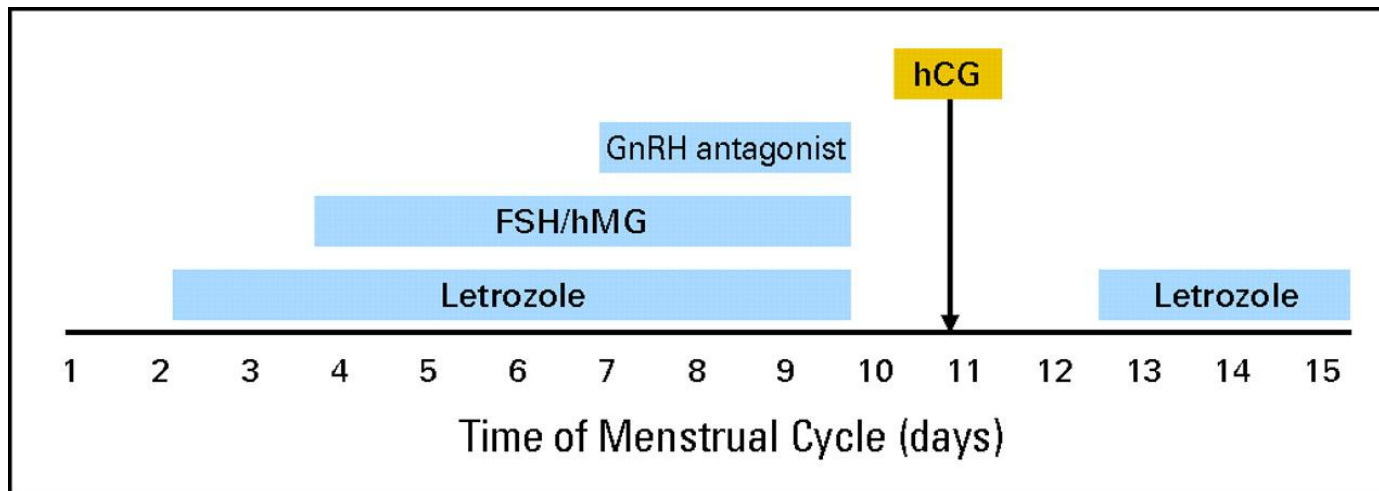 hCG
GnRH antagonist
FSH/hMG
Letrozole Letrozole
1 2 3 4 5 6 7 8 9 10 11 12 13 14 15
Time of Menstrual Cycle (days)